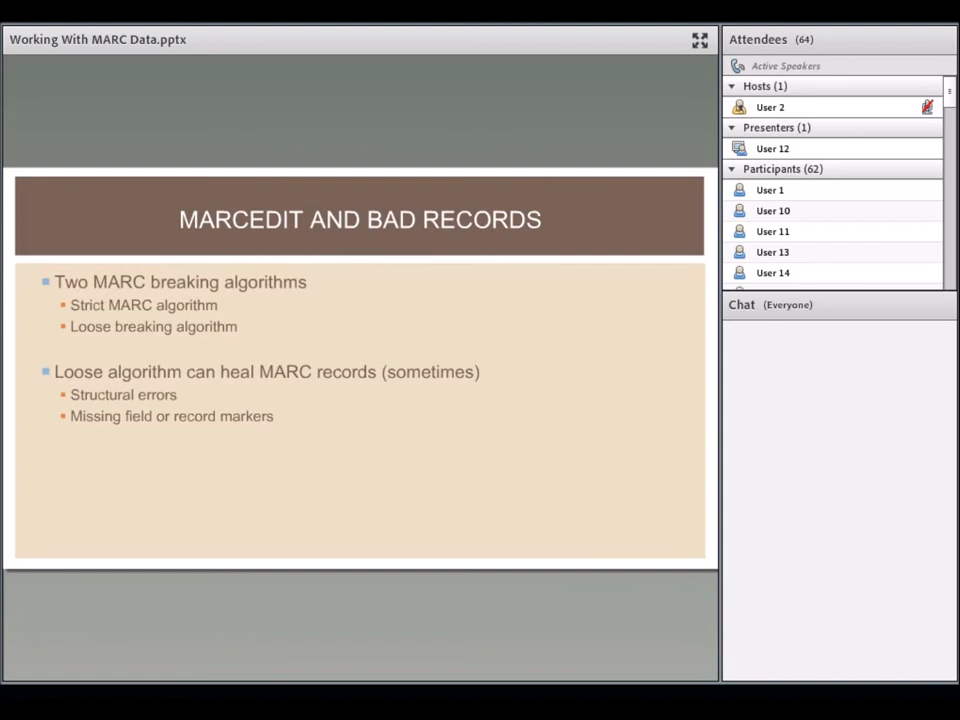 Working With MARC Data.pptx
MARCEDIT AND BAD RECORDS
Two MARC breaking algorithms
Strict MARC algorithm
Loose breaking algorithm
Loose algorithm can heal MARC records (sometimes)
Structural errors
Missing field or record markers
Attendees (64)
Active Speakers
Hosts (1)
User 2
Presenters (1)
User 12
Participants (62)
User 1
User 10
User 11
User 13
User 14
Chat (Everyone)